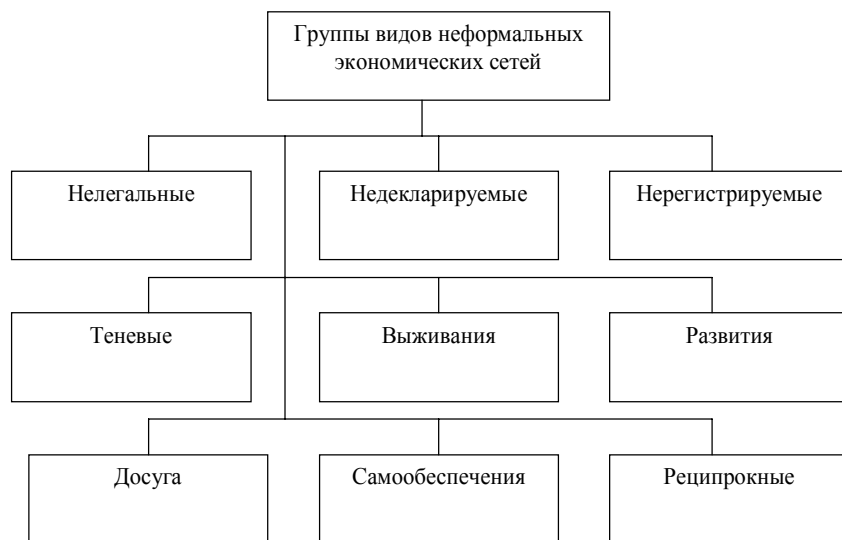 Группы видов неформальных
экономических сетей
Нелегальные
Недекларируемые
Нерегистрируемые
Теневые
Выживания
Развития
Досуга
Самообеспечения
Реципрокные